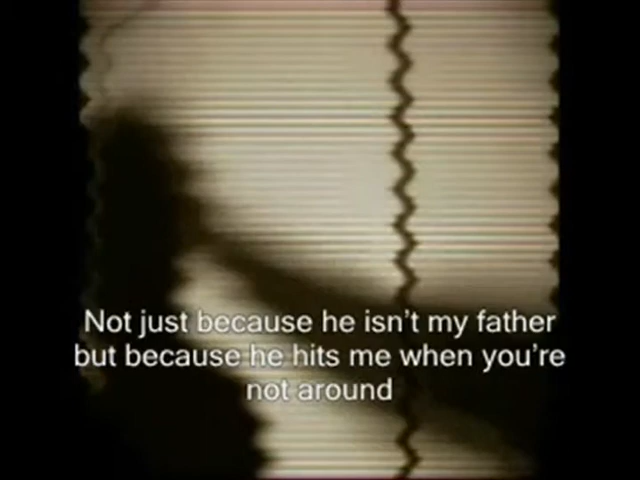 Not just because he isn't my father
but because he hits me when you're
not around